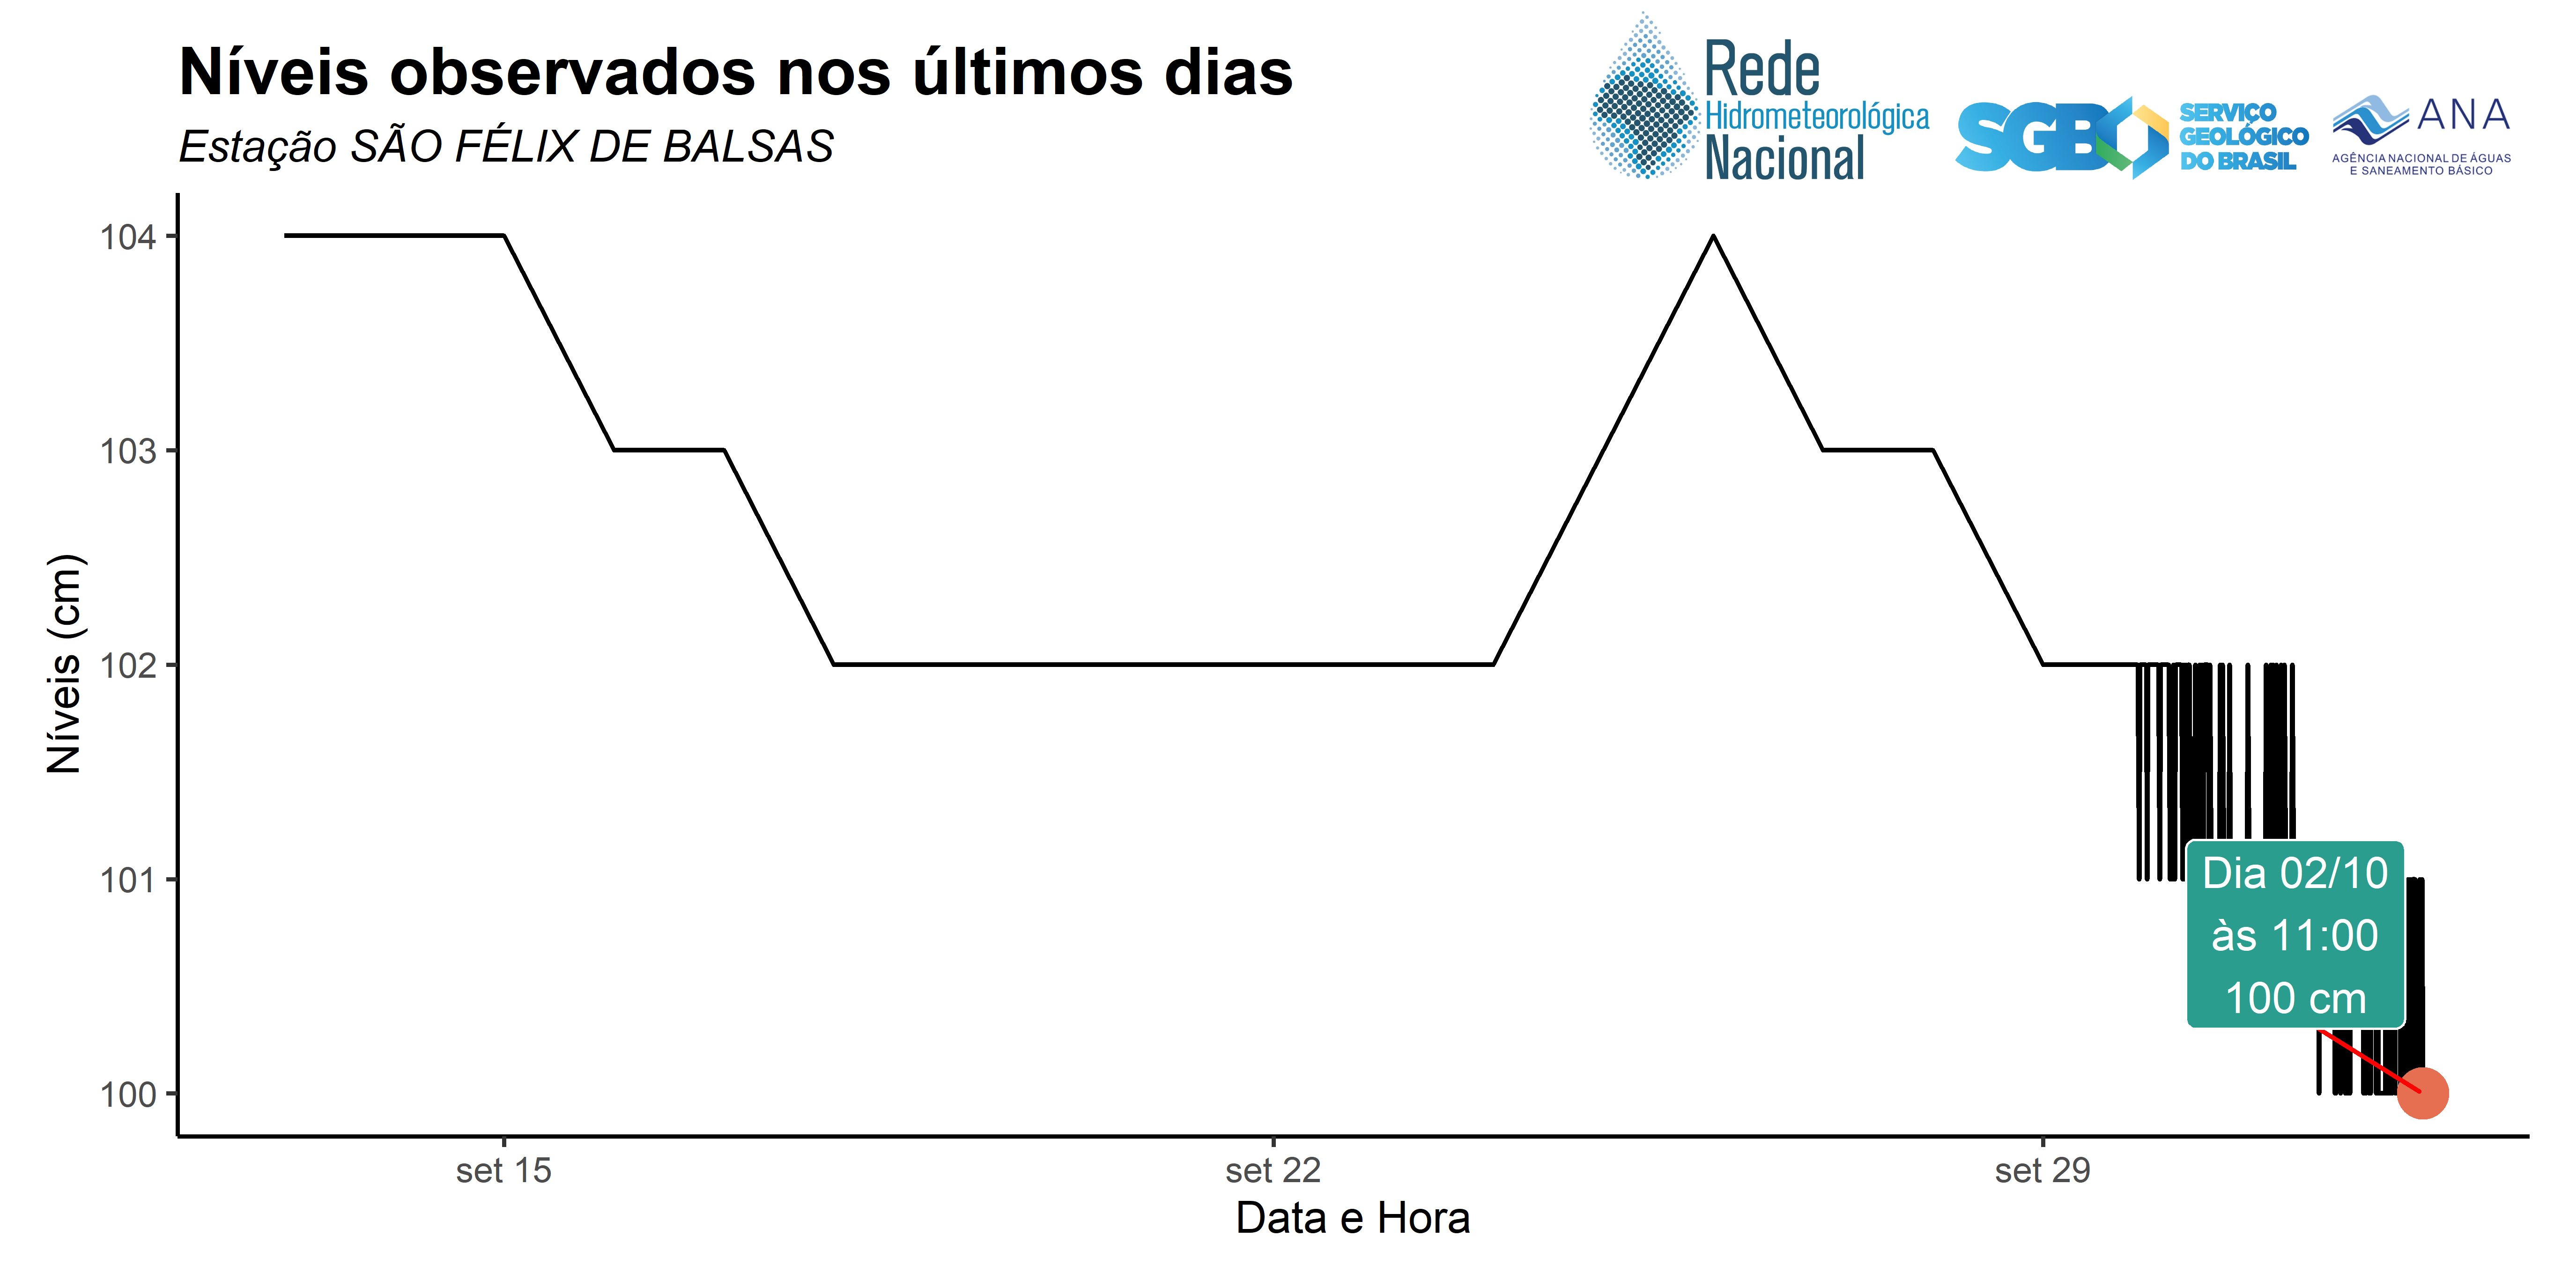 Níveis observados nos últimos dias
Estação SÃO FÉLIX DE BALSAS
Rede
Hidrometeorológica
Nacional
SGB
SERVIÇO
GEOLÓGICO
DO BRASIL
ANA
AGÊNCIA NACIONAL DE ÁGUAS
E SANEAMENTO BÁSICO
Níveis (cm)
104
103
102
101
100
Dia 02/10
às 11:00
100 cm
set 15
set 22
set 29
Data e Hora